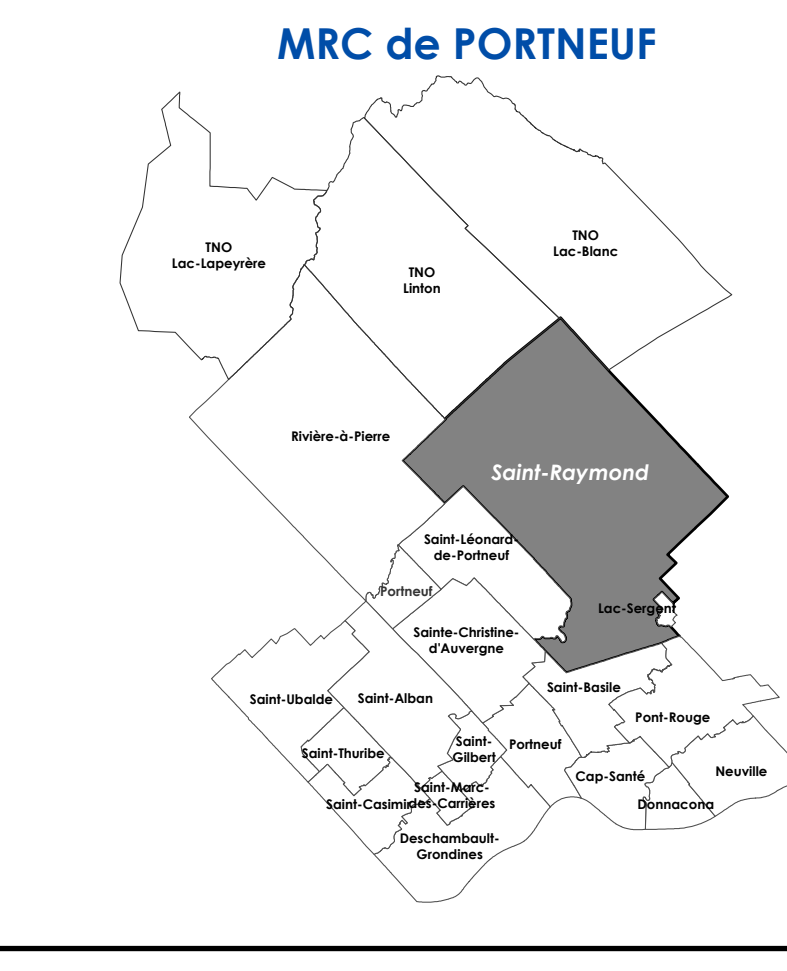 MRC de PORTNEUF
TNO
Lac-Lapeyrère
TNO
Linton
TNO
Lac-Blanc
Rivière-à-Pierre
Saint-Raymond
Saint-Léonard-
de-Portneuf
Portneuf
Lac-Sergent
Sainte-Christine-
d'Auvergne
Saint-Ubalde
Saint-Alban
Saint-Basile
Pont-Rouge
Saint-Thuribe
Saint-
Gilbert
Portneuf
Cap-Santé
Neuville
Saint-Casimir
Saint-Marc-
des-Carrières
Donnacona
Deschambault-
Grondines